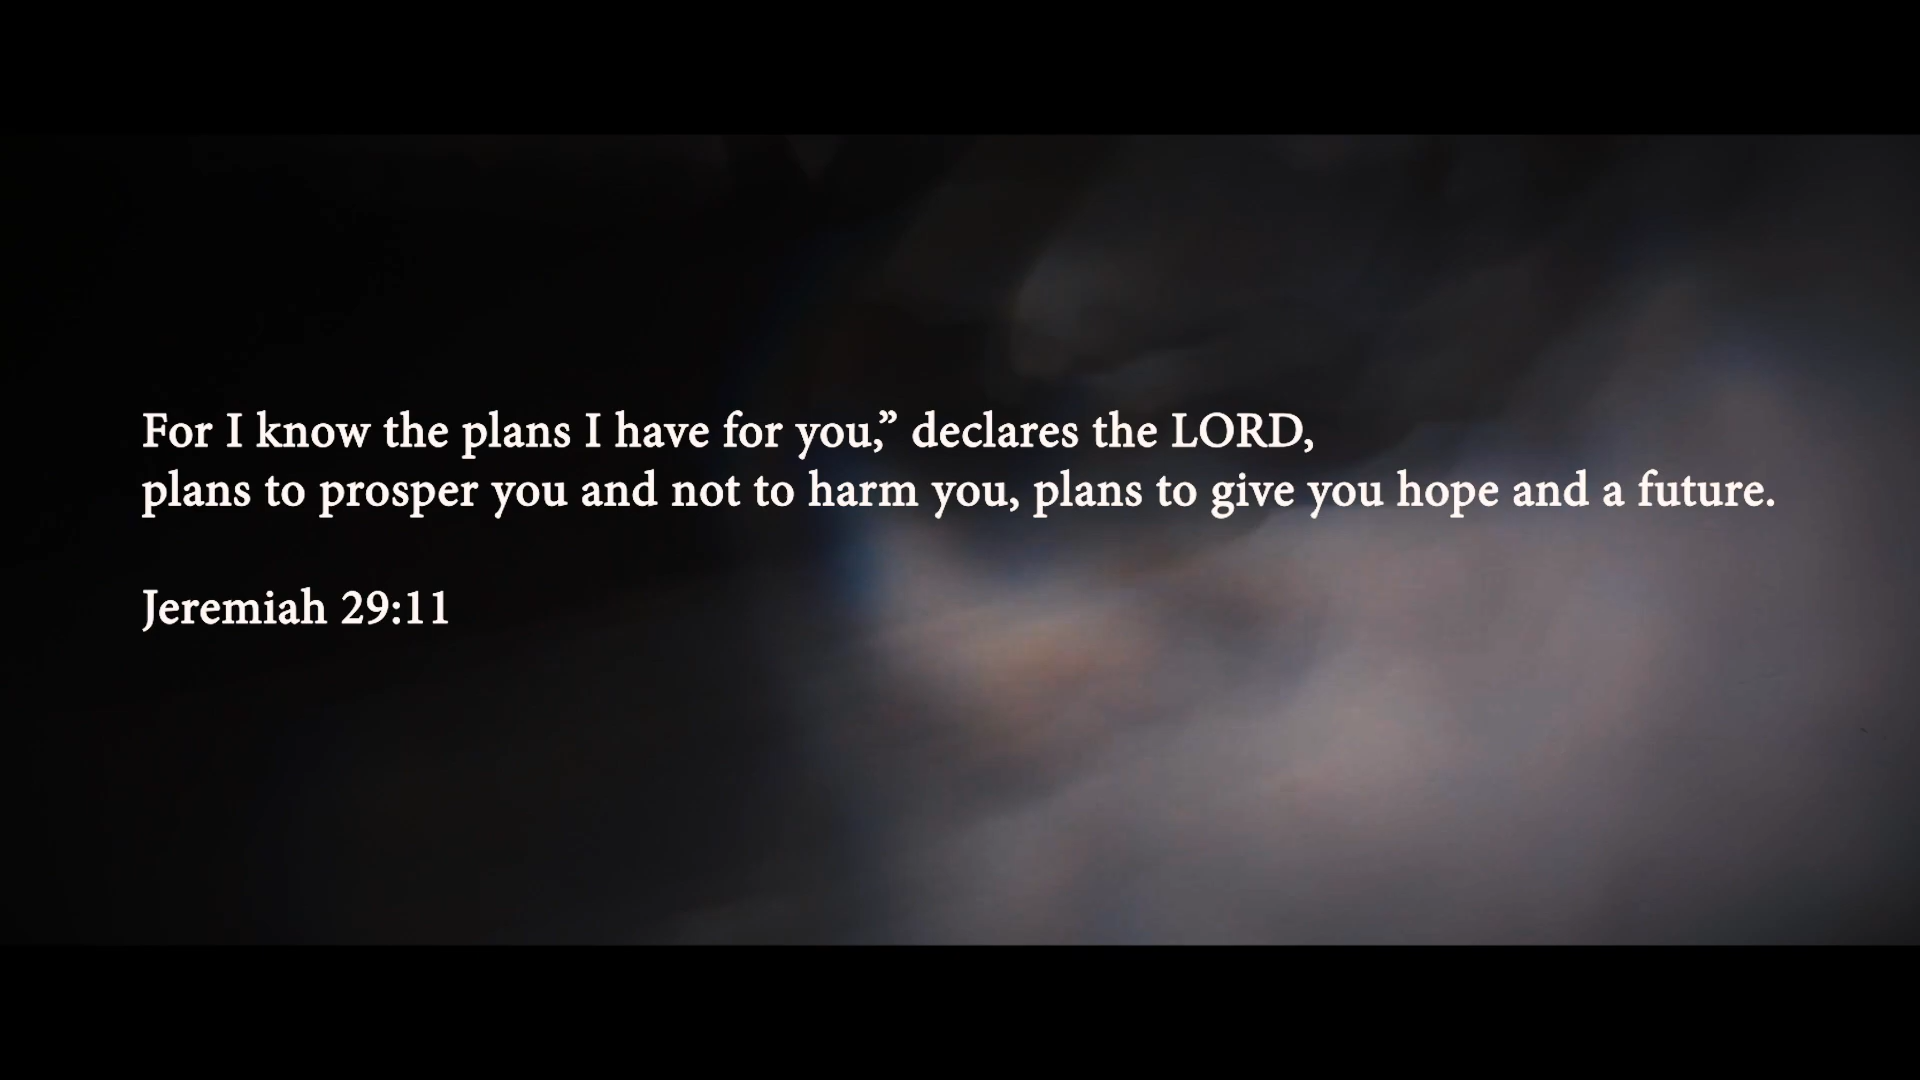 For I know the plans I have for you,” declares the LORD,
plans to prosper you and not to harm you, plans to give you hope and a future.
Jeremiah 29:11